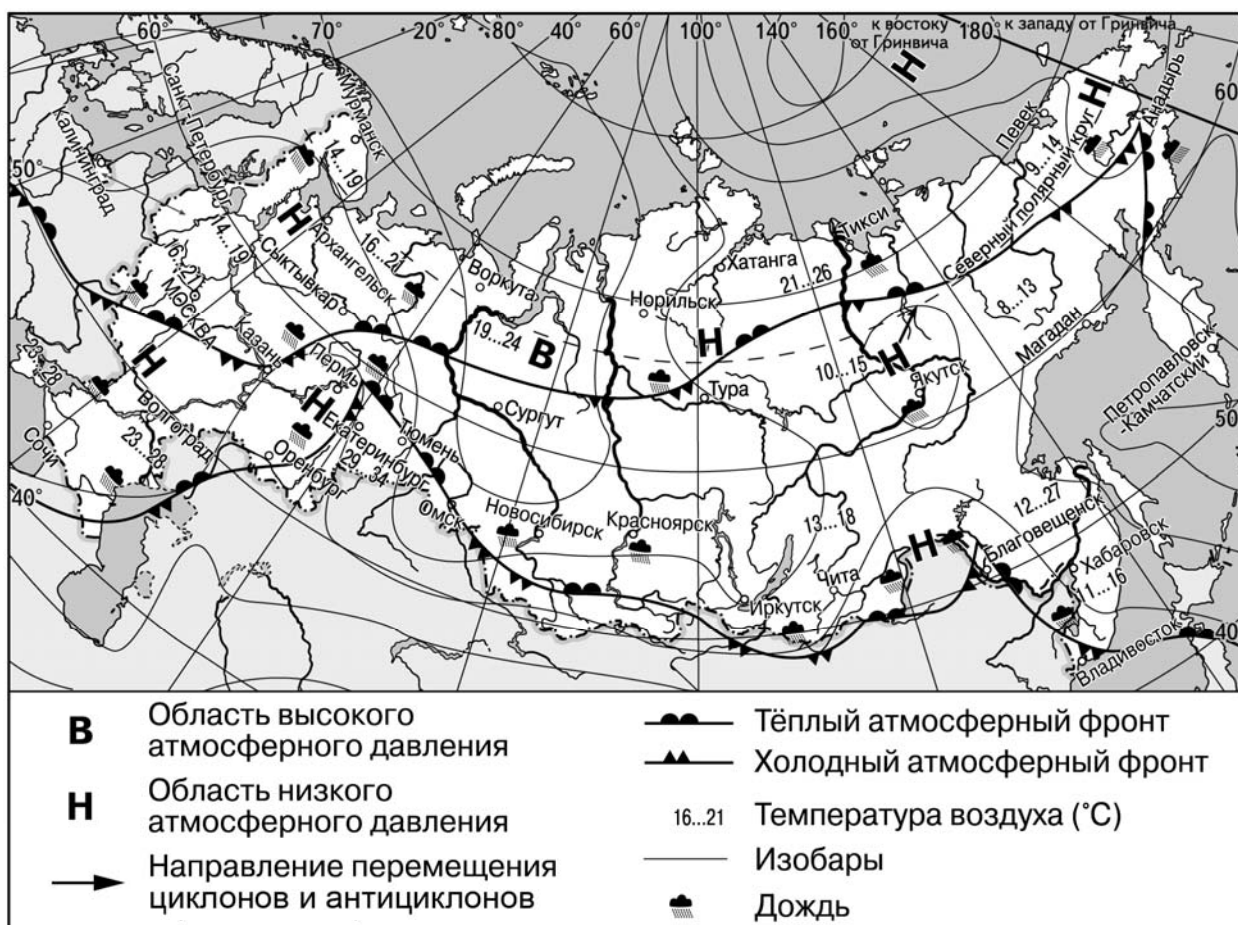 60° 70° 20° 80° 40° 60° 100° 140° 160° 180°
к востоку от Гринвича
к западу от Гринвича
Н
Н
60°
50°
Мурманск
Санкт-Петербург
Калининград
Певек
Анадырь
14...19
9...14
Северный полярный круг
Н
Архангельск
16...21
Тикси
14...19
Сыктывкар
16...21
МОСКВА
Воркута
Хатанга
21...26
Норильск
8...13
Магадан
Петропавловск-
-Камчатский
Казань
Пермь
19...24
В
Н
10...15
Н
Якутск
Тура
23...28
Н
Волгоград
Н
Сургут
50°
Сочи
23...28
Екатеринбург
Тюмень
Оренбург
29...34
40°
Омск
Новосибирск
Красноярск
13...18
12...27
Н
Благовещенск
Хабаровск
Чита
Иркутск
11...16
Владивосток
40°
80° 100° 140°
В Область высокого
атмосферного давления
Н Область низкого
атмосферного давления
Направление перемещения
циклонов и антициклонов
Тёплый атмосферный фронт
Холодный атмосферный фронт
16...21 Температура воздуха (°С)
Изобары
Дождь